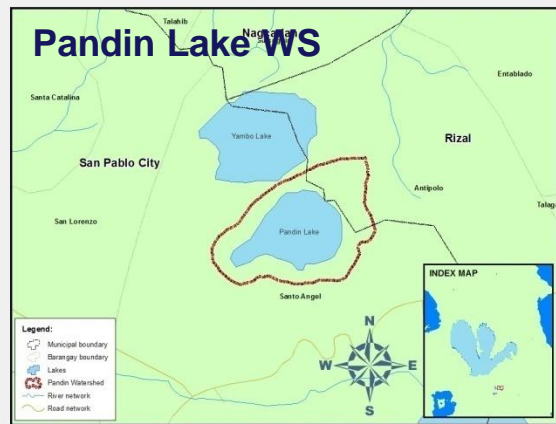 Pandin Lake WS
Talahib
Entablado
Santa Catalina
Yambo Lake
Rizal
San Pablo City
Antipolo
San Lorenzo
Pandin Lake
Santo Angel
INDEX MAP
N
W E
S
Legend:
Municipal boundary
Barangay boundary
Lakes
Pandin Watershed
River network
Road network